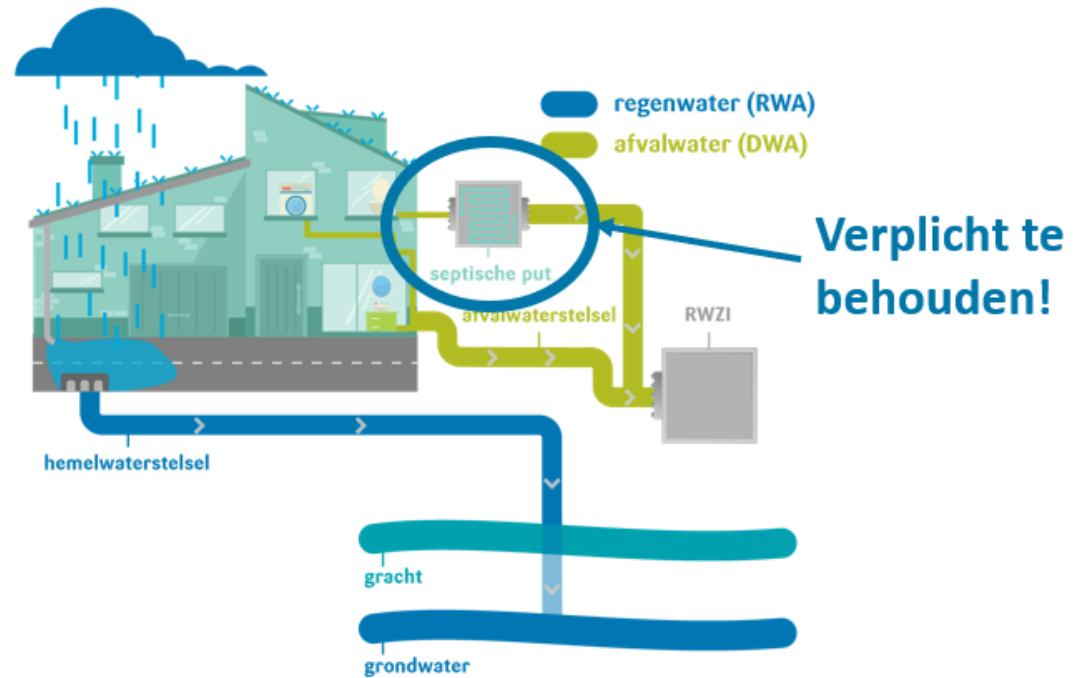 regenwater (RWA)
afvalwater (DWA)
Verplicht te
behouden!
septische put
afvalwaterstelsel
RWZI
hemelwaterstelsel
gracht
grondwater